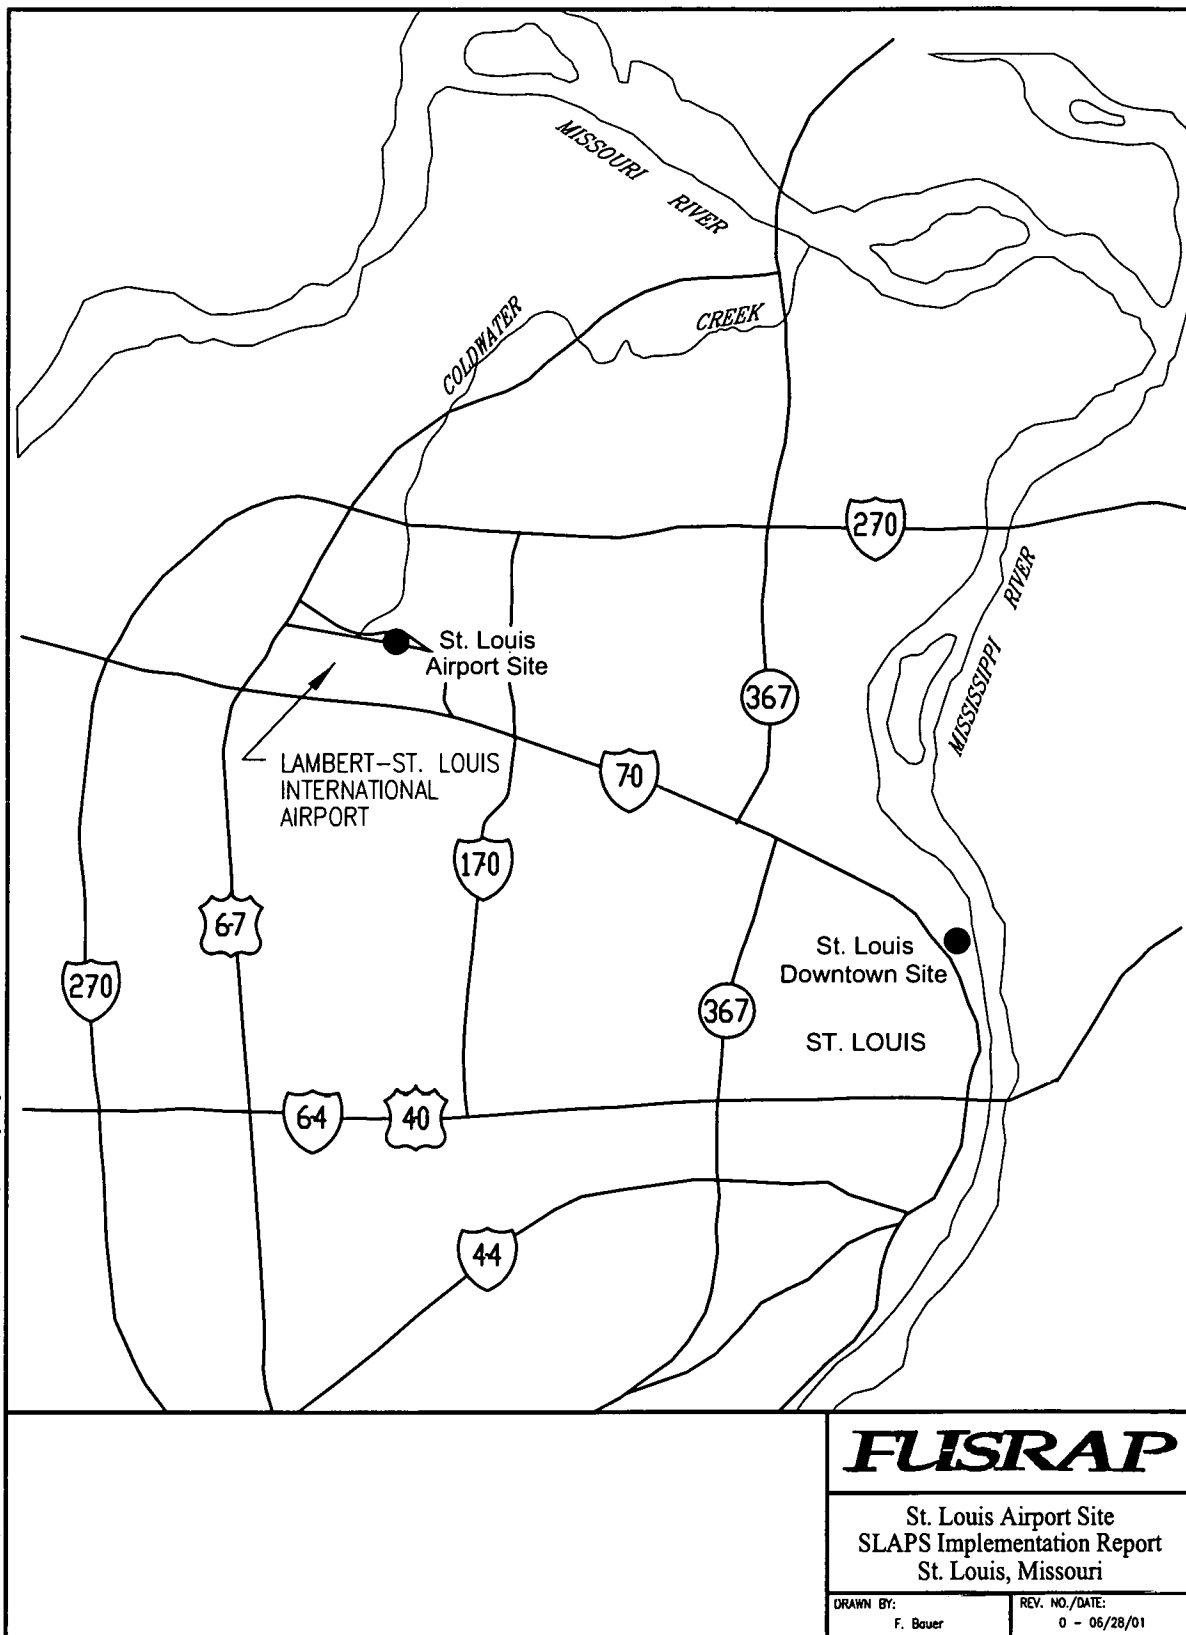 MISSOURI
RIVER
COLDWATER
CREEK
270
MISSISSIPPI
RIVER
St. Louis
Airport Site
367
LAMBERT-ST. LOUIS
INTERNATIONAL
AIRPORT
70
170
67
St. Louis
Downtown Site
270
367
ST. LOUIS
64
40
44
FUSRAP
St. Louis Airport Site
SLAPS Implementation Report
St. Louis, Missouri
DRAWN BY:
F. Bauer
REV. NO./DATE:
0 - 06/28/01